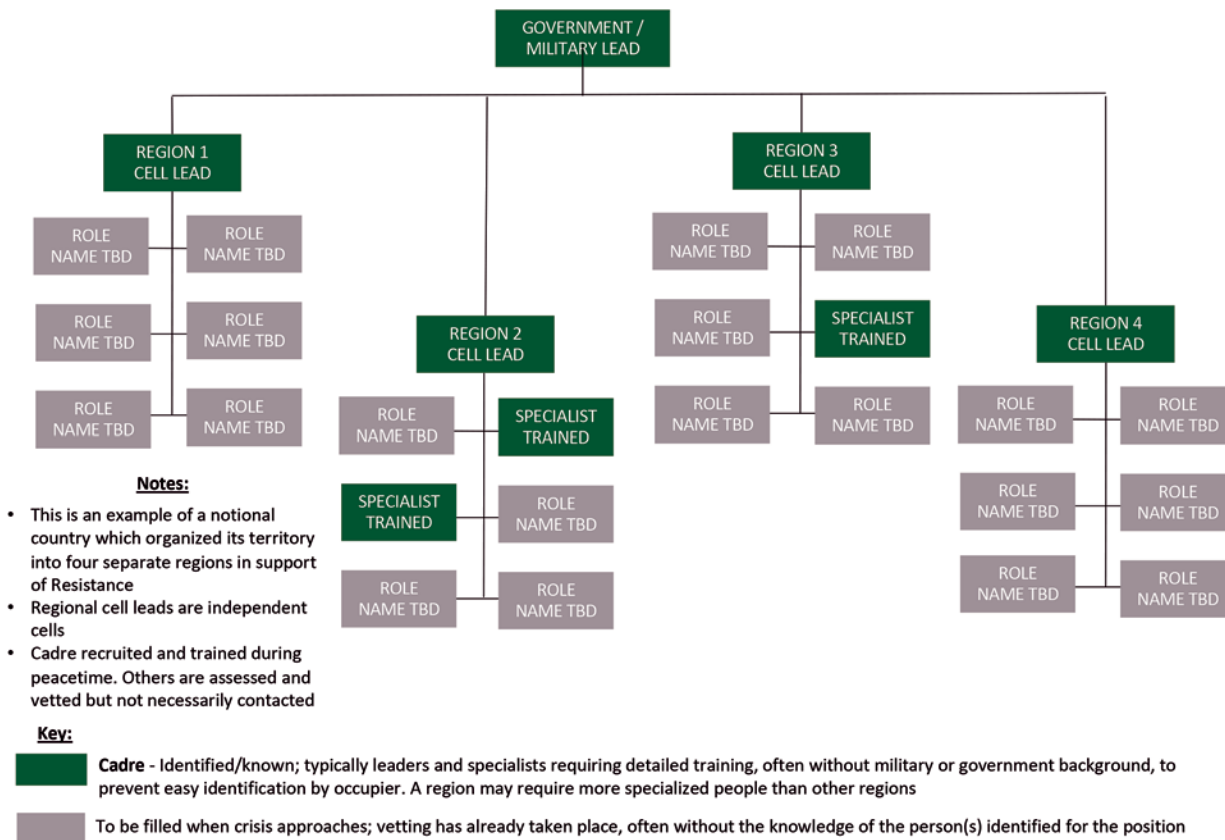 GOVERNMENT /
MILITARY LEAD
REGION 1
CELL LEAD
ROLE
NAME TBD
ROLE
NAME TBD
ROLE
NAME TBD
ROLE
NAME TBD
ROLE
NAME TBD
ROLE
NAME TBD
REGION 2
CELL LEAD
ROLE
NAME TBD
SPECIALIST
TRAINED
SPECIALIST
TRAINED
ROLE
NAME TBD
ROLE
NAME TBD
ROLE
NAME TBD
REGION 3
CELL LEAD
ROLE
NAME TBD
ROLE
NAME TBD
ROLE
NAME TBD
SPECIALIST
TRAINED
ROLE
NAME TBD
ROLE
NAME TBD
REGION 4
CELL LEAD
ROLE
NAME TBD
ROLE
NAME TBD
ROLE
NAME TBD
ROLE
NAME TBD
ROLE
NAME TBD
ROLE
NAME TBD
Notes:
• This is an example of a notional
country which organized its territory
into four separate regions in support
of Resistance
• Regional cell leads are independent
cells
• Cadre recruited and trained during
peacetime. Others are assessed and
vetted but not necessarily contacted
Key:
Cadre - Identified/known; typically leaders and specialists requiring detailed training, often without military or government background, to
prevent easy identification by occupier. A region may require more specialized people than other regions
To be filled when crisis approaches; vetting has already taken place, often without the knowledge of the person(s) identified for the position